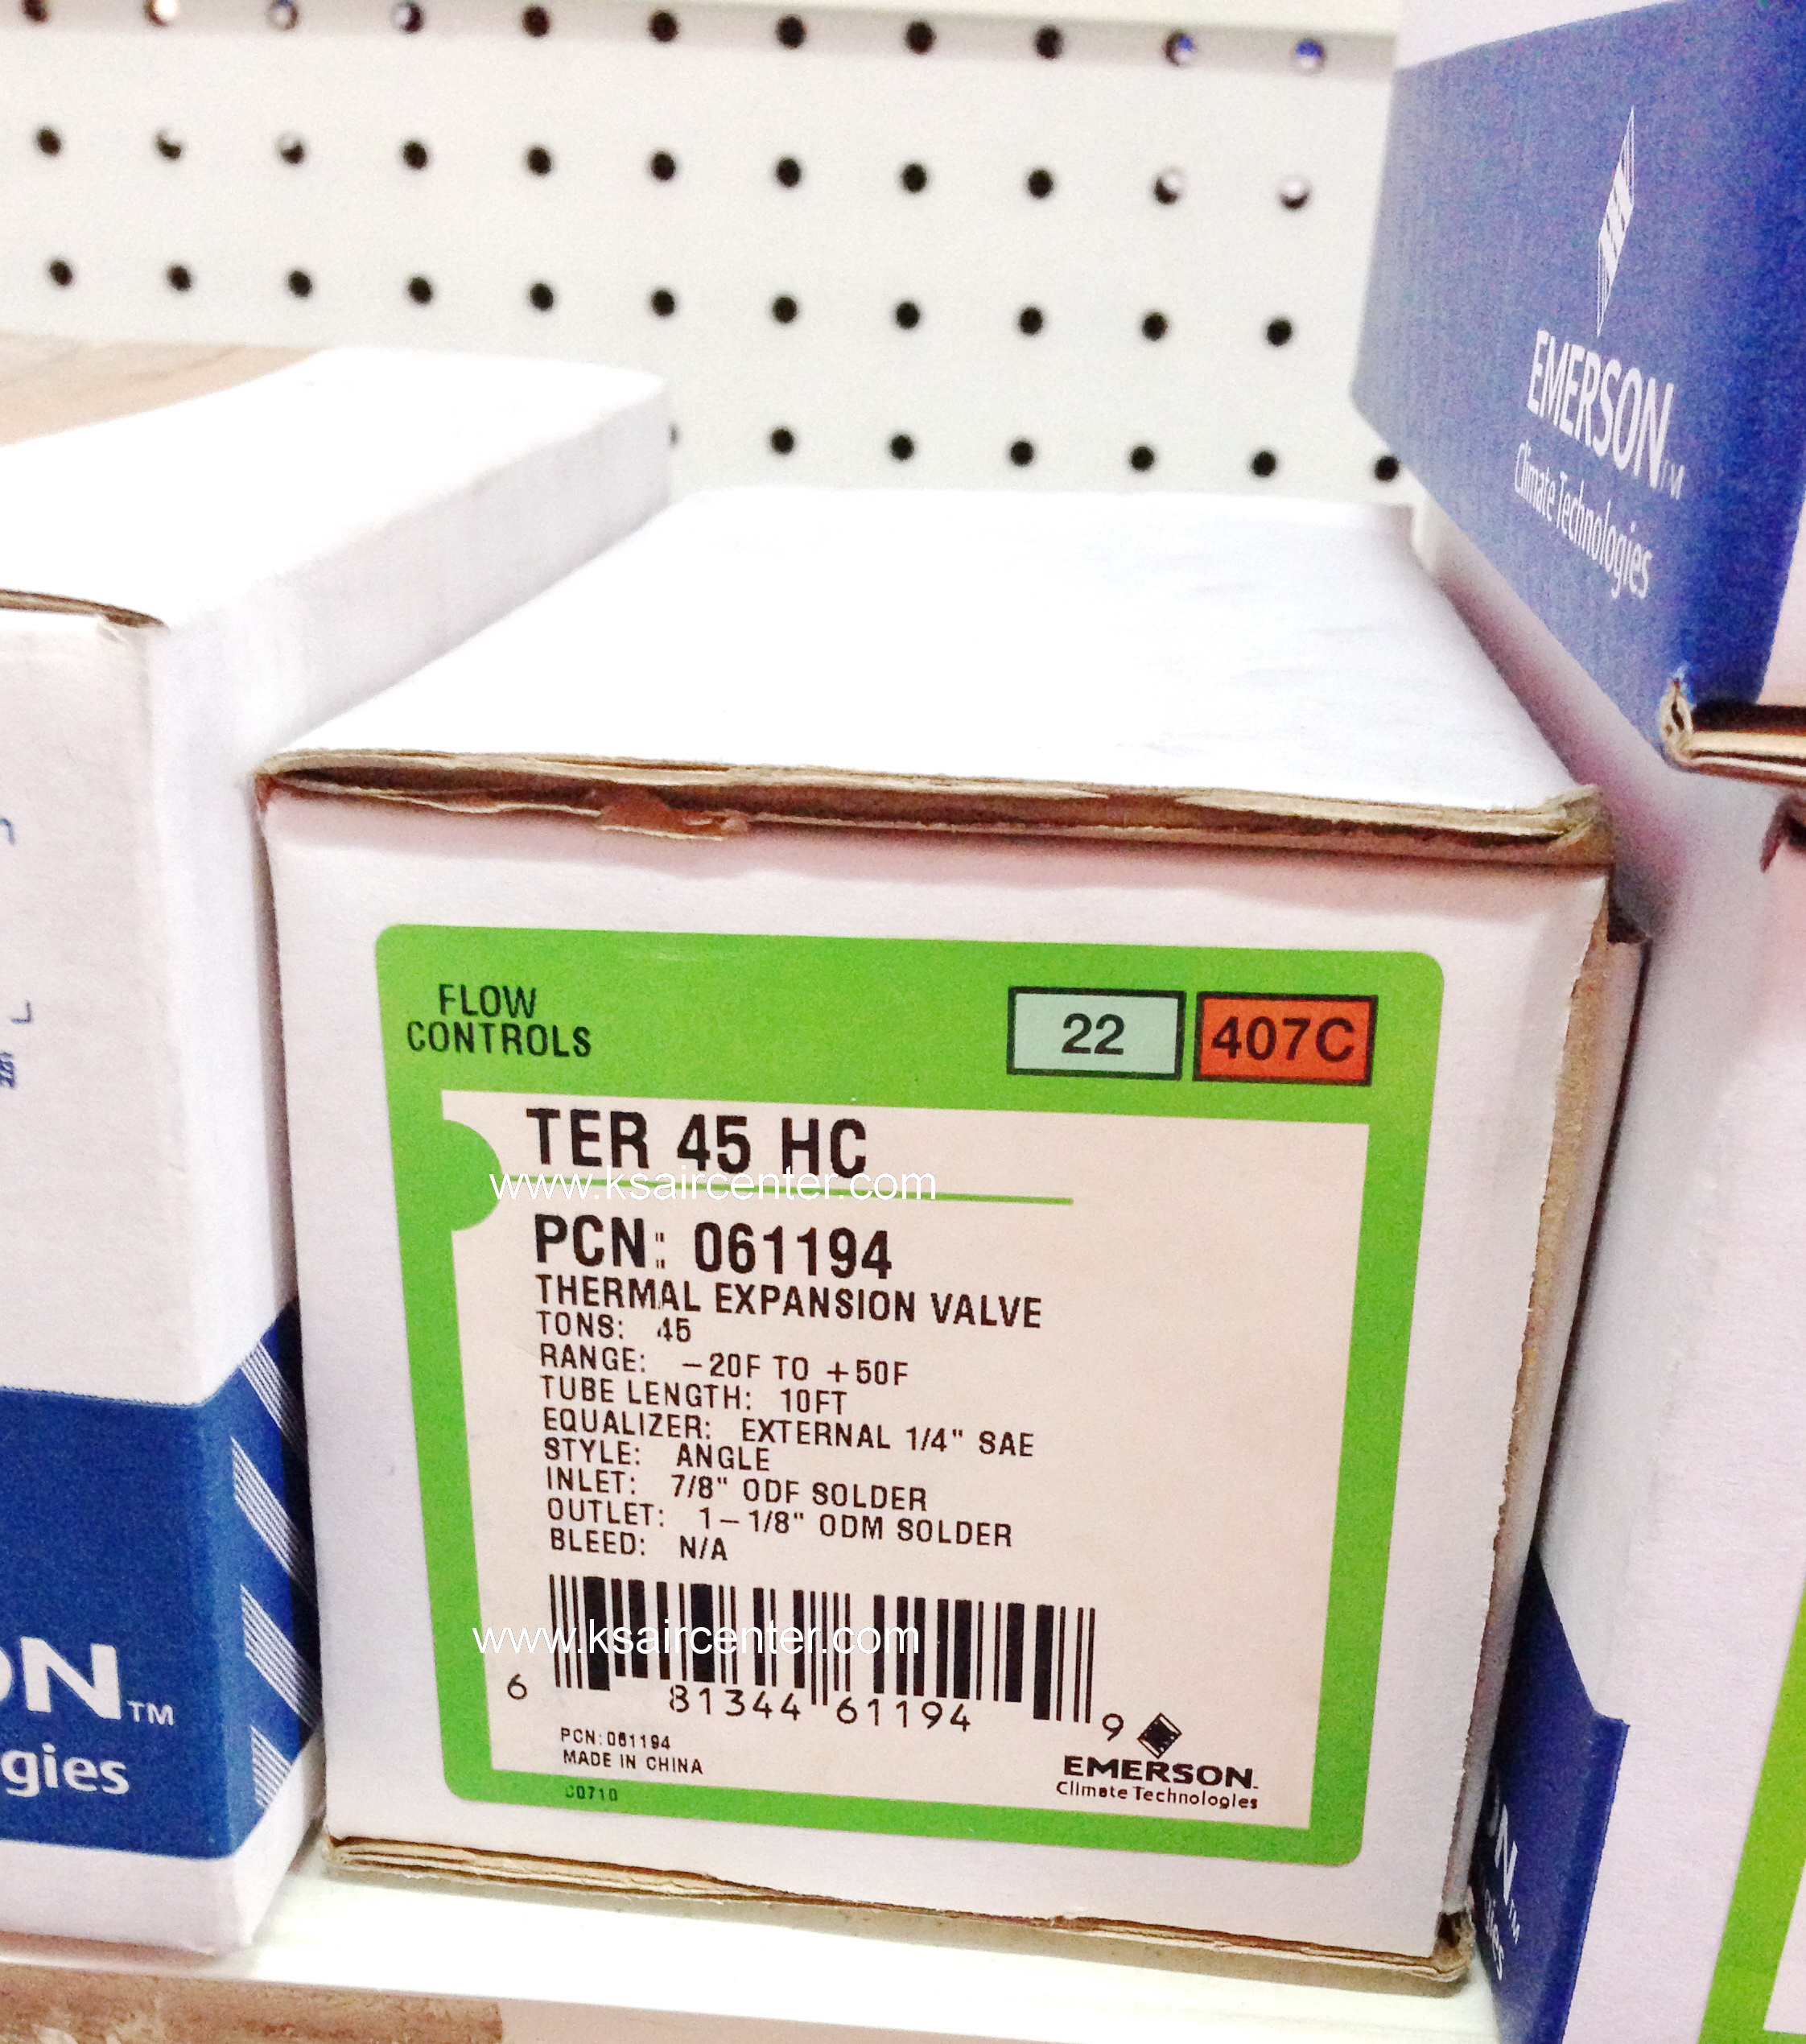 EMERSON™
Climate Technologies
FLOW
CONTROLS
22
407C
TER 45 HC
www.ksaircenter.com
PCN: 061194
THERMAL EXPANSION VALVE
TONS: 45
RANGE: -20F TO +50F
TUBE LENGTH: 10FT
EQUALIZER: EXTERNAL 1/4" SAE
STYLE: ANGLE
INLET: 7/8" ODF SOLDER
OUTLET: 1-1/8" ODM SOLDER
BLEED: N/A
www.ksaircenter.com
6 81344 61194 9
PCN:061194
MADE IN CHINA
EMERSON
Climate Technologies
ON™
gies